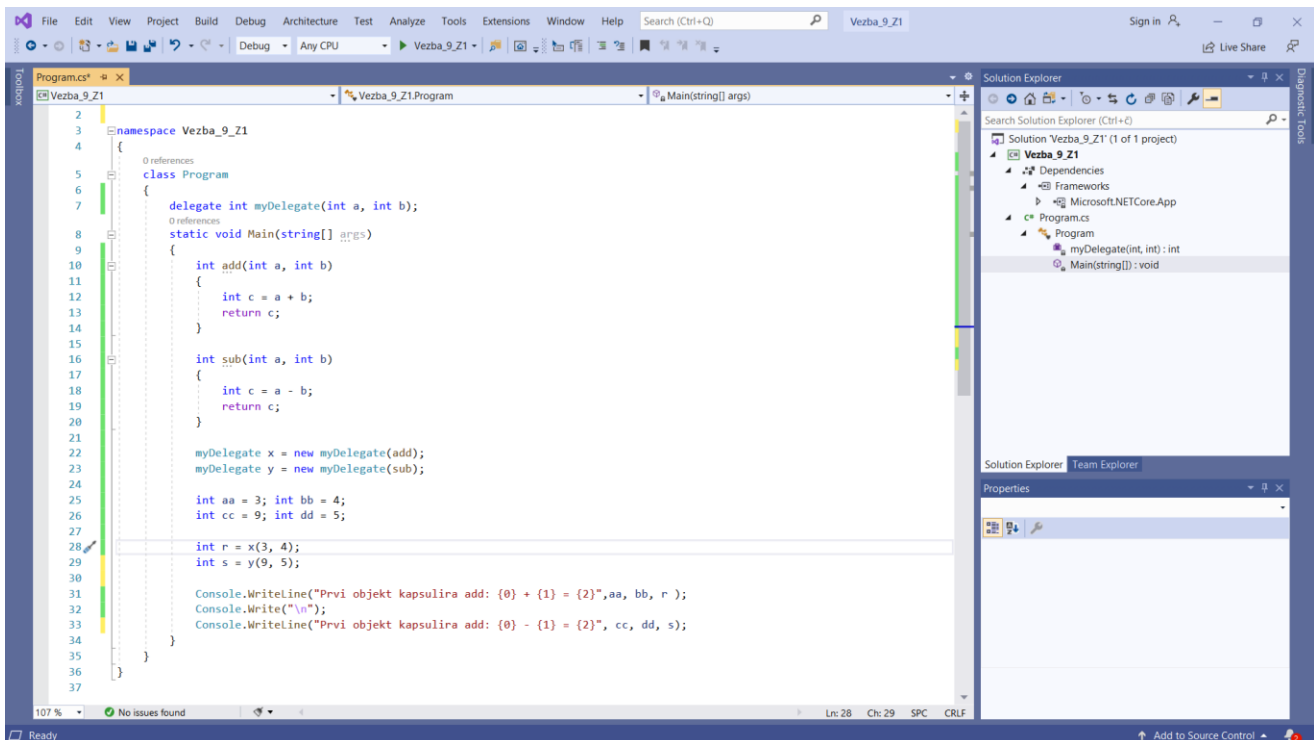 File Edit View Project Build Debug Architecture Test Analyze Tools Extensions Window Help Search (Ctrl+Q) Vezba_9_Z1 Sign in
Debug Any CPU Vezba_9_Z1 Live Share
Toolbox
Program.cs*
Vezba_9_Z1 Vezba_9_Z1.Program Main(string[] args)
2
3 namespace Vezba_9_Z1
4 {
0 references
5 class Program
6 {
7 delegate int myDelegate(int a, int b);
0 references
8 static void Main(string[] args)
9 {
10 int add(int a, int b)
11 {
12 int c = a + b;
13 return c;
14 }
15
16 int sub(int a, int b)
17 {
18 int c = a - b;
19 return c;
20 }
21
22 myDelegate x = new myDelegate(add);
23 myDelegate y = new myDelegate(sub);
24
25 int aa = 3; int bb = 4;
26 int cc = 9; int dd = 5;
27
28 int r = x(3, 4);
29 int s = y(9, 5);
30
31 Console.WriteLine("Prvi objekt kapsulira add: {0} + {1} = {2}",aa, bb, r );
32 Console.Write("\n");
33 Console.WriteLine("Prvi objekt kapsulira add: {0} - {1} = {2}", cc, dd, s);
34 }
35 }
36 }
37
107 % No issues found Ln: 28 Ch: 29 SPC CRLF
Solution Explorer
Search Solution Explorer (Ctrl+č)
Solution 'Vezba_9_Z1' (1 of 1 project)
C# Vezba_9_Z1
Dependencies
Frameworks
Microsoft.NETCore.App
C# Program.cs
Program
myDelegate(int, int) : int
Main(string[]) : void
Solution Explorer Team Explorer
Properties
Diagnostic Tools
Ready Add to Source Control 2